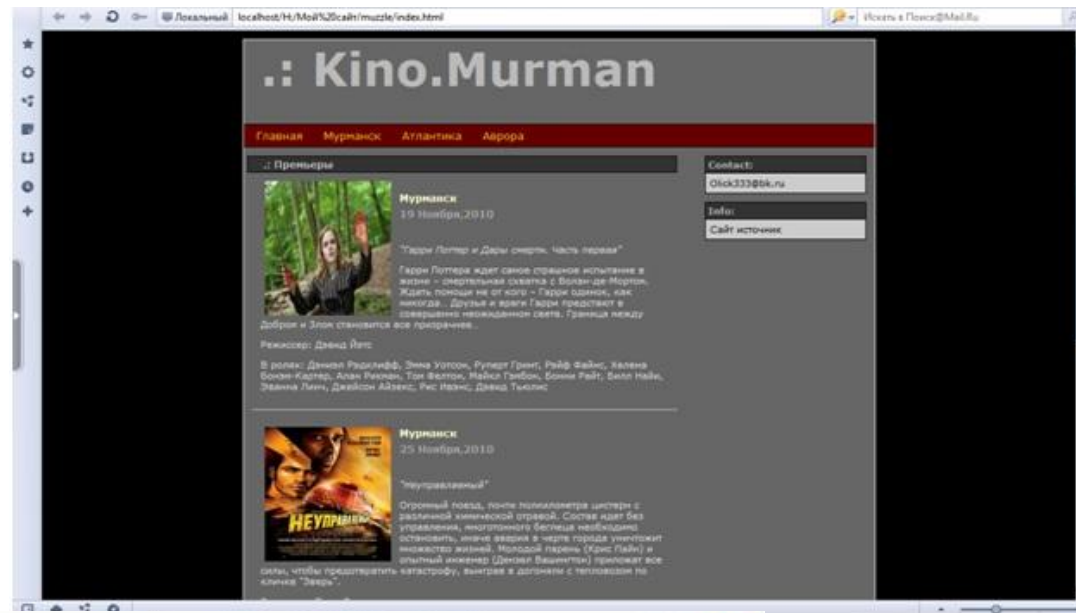 Локальный localhost/H:/Мой%20сайт/muzzle/index.html
Искать в Поиск@Mail.Ru
.: Kino.Murman
Главная Мурманск Атлантика Аврора
.: Премьеры
Мурманск
19 Ноября,2010
"Гарри Поттер и Дары смерти. Часть первая"
Гарри Поттера ждет самое страшное испытание в
жизни – смертельная схватка с Волан-де-Мортом.
Ждать помощи не от кого – Гарри одинок, как
никогда.. Друзья и враги Гарри предстают в
совершенно неожиданном свете. Граница между
Добром и Злом становится все призрачнее..
Режиссер: Дэвид Йетс
В ролях: Дэниэл Рэдклифф, Эмма Уотсон, Руперт Гринт, Рэйф Файнс, Хелена
Бонэм-Картер, Алан Рикман, Том Фелтон, Майкл Гэмбон, Бонни Райт, Билл Найи,
Эванна Линч, Джейсон Айзекс, Рис Иванс, Дэвид Тьюлис
НЕУПРАВЛЯЕМЫЙ
Мурманск
25 Ноября,2010
"Неуправляемый"
Огромный поезд, почти полкилометра цистерн с
различной химической отравой. Состав идет без
управления, многотонного беглеца необходимо
остановить, иначе авария в черте города уничтожит
множество жизней. Молодой парень (Крис Пайн) и
опытный инженер (Дензел Вашингтон) приложат все
силы, чтобы предотвратить катастрофу, выиграв в догонялки с тепловозом по
кличке "Зверь".
Contact:
Olick333@bk.ru
Info:
Сайт источник